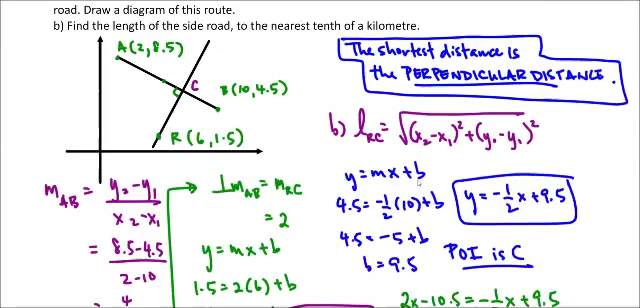 road. Draw a diagram of this route.
b) Find the length of the side road, to the nearest tenth of a kilometre.
A(2,8.5)
C
B(10,4.5)
R(6,1.5)
The shortest distance is
the PERPENDICULAR DISTANCE.
b) l_RC = √((x₂-x₁)²+(y₂-y₁)²)
m_AB = (y₂-y₁)/(x₂-x₁)
= (8.5-4.5)/(2-10)
= 4
⊥m_AB = m_RC
= 2
y=mx+b
1.5=2(6)+b
y=mx+b
4.5=-1/2(10)+b
4.5=-5+b
b=9.5
y=-1/2x+9.5
POI is C
2x-10.5=-1/2x+9.5